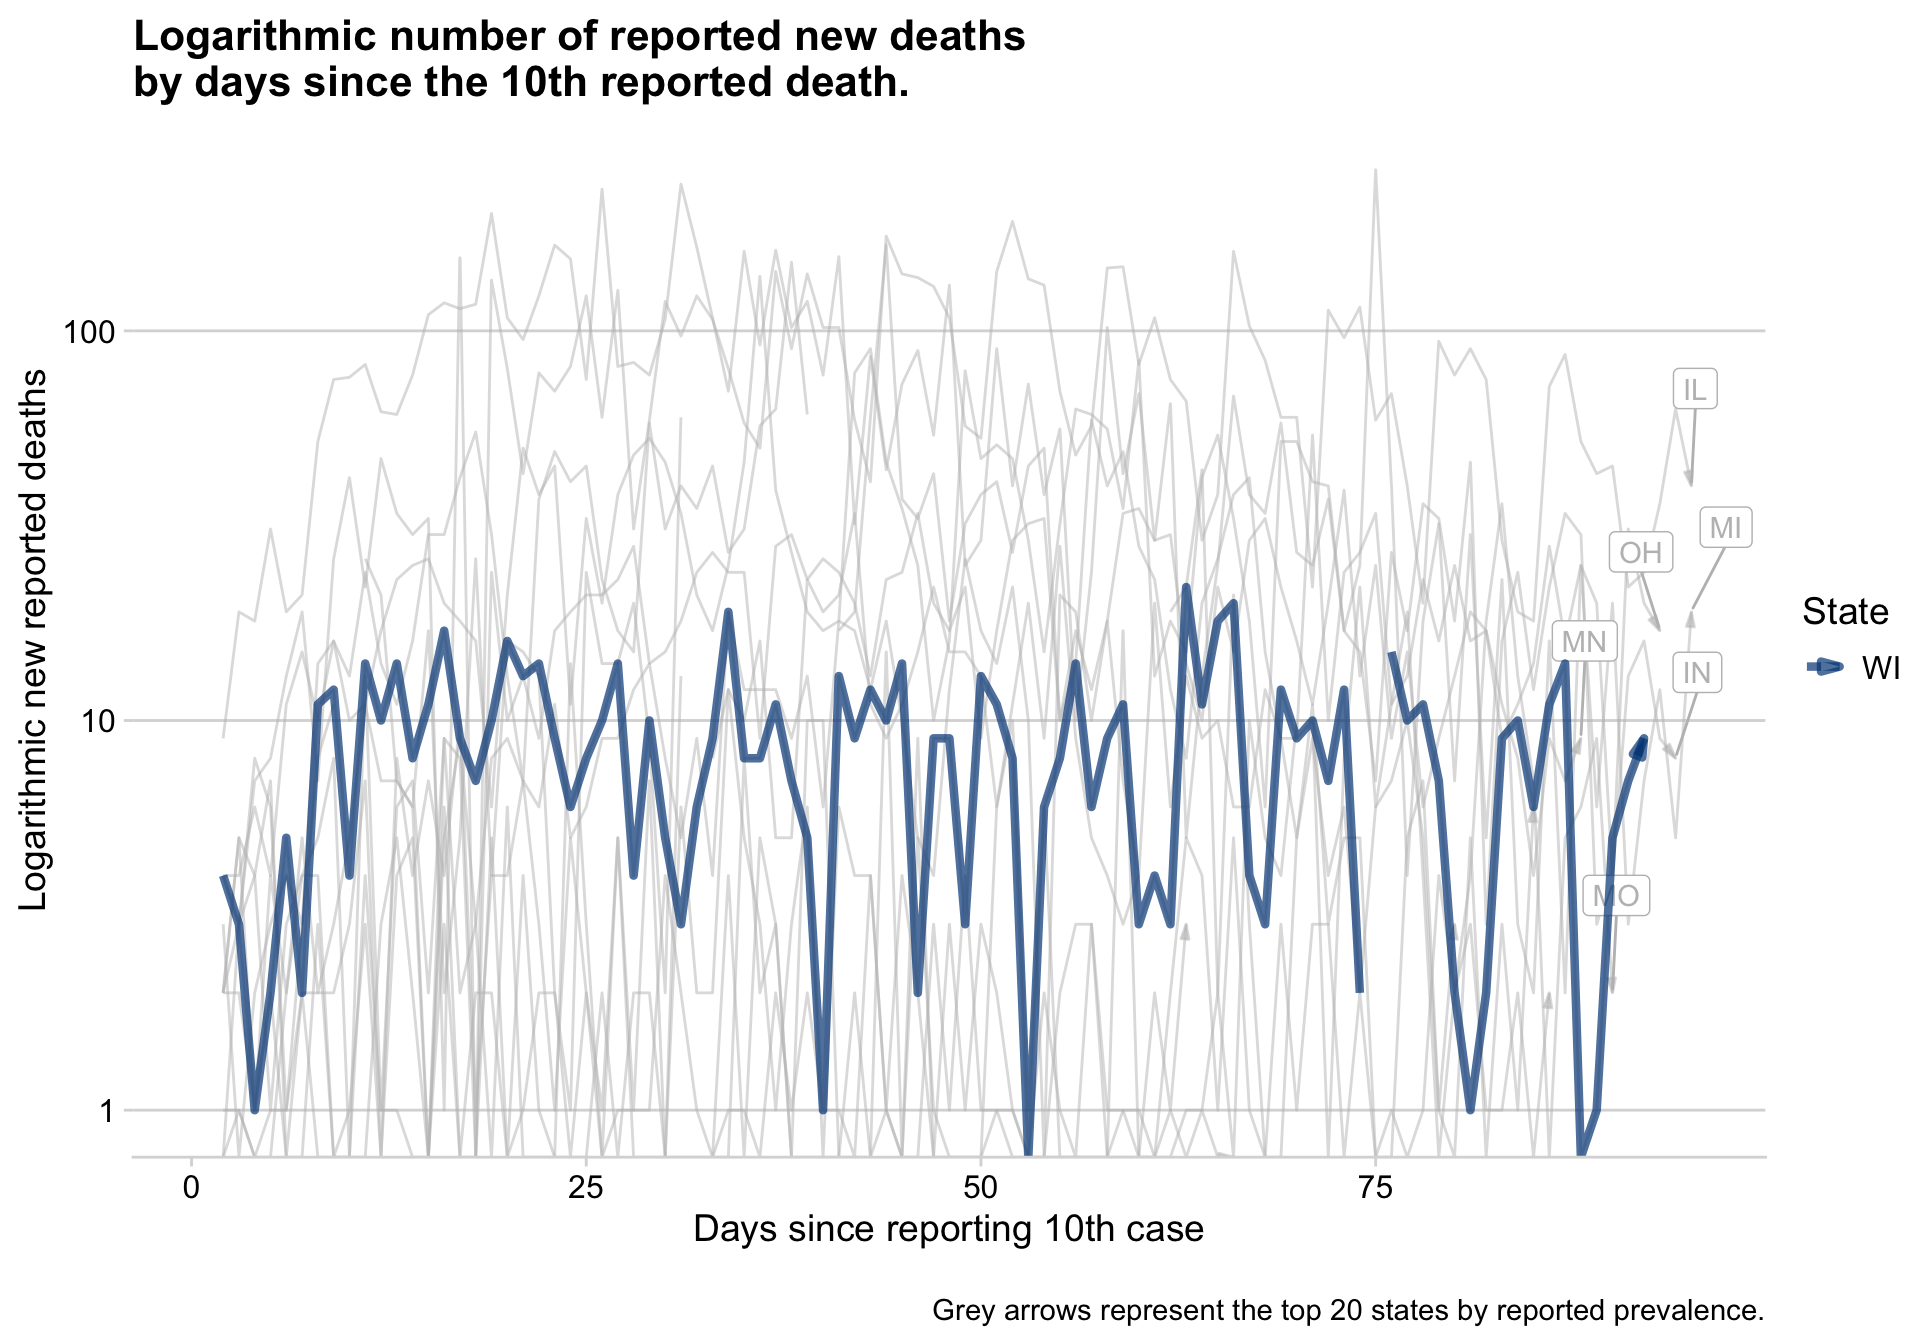 Logarithmic number of reported new deaths
by days since the 10th reported death.
Logarithmic new reported deaths
100
10
1
0
25
50
75
Days since reporting 10th case
IL
MI
OH
MN
IN
MO
State
WI
Grey arrows represent the top 20 states by reported prevalence.